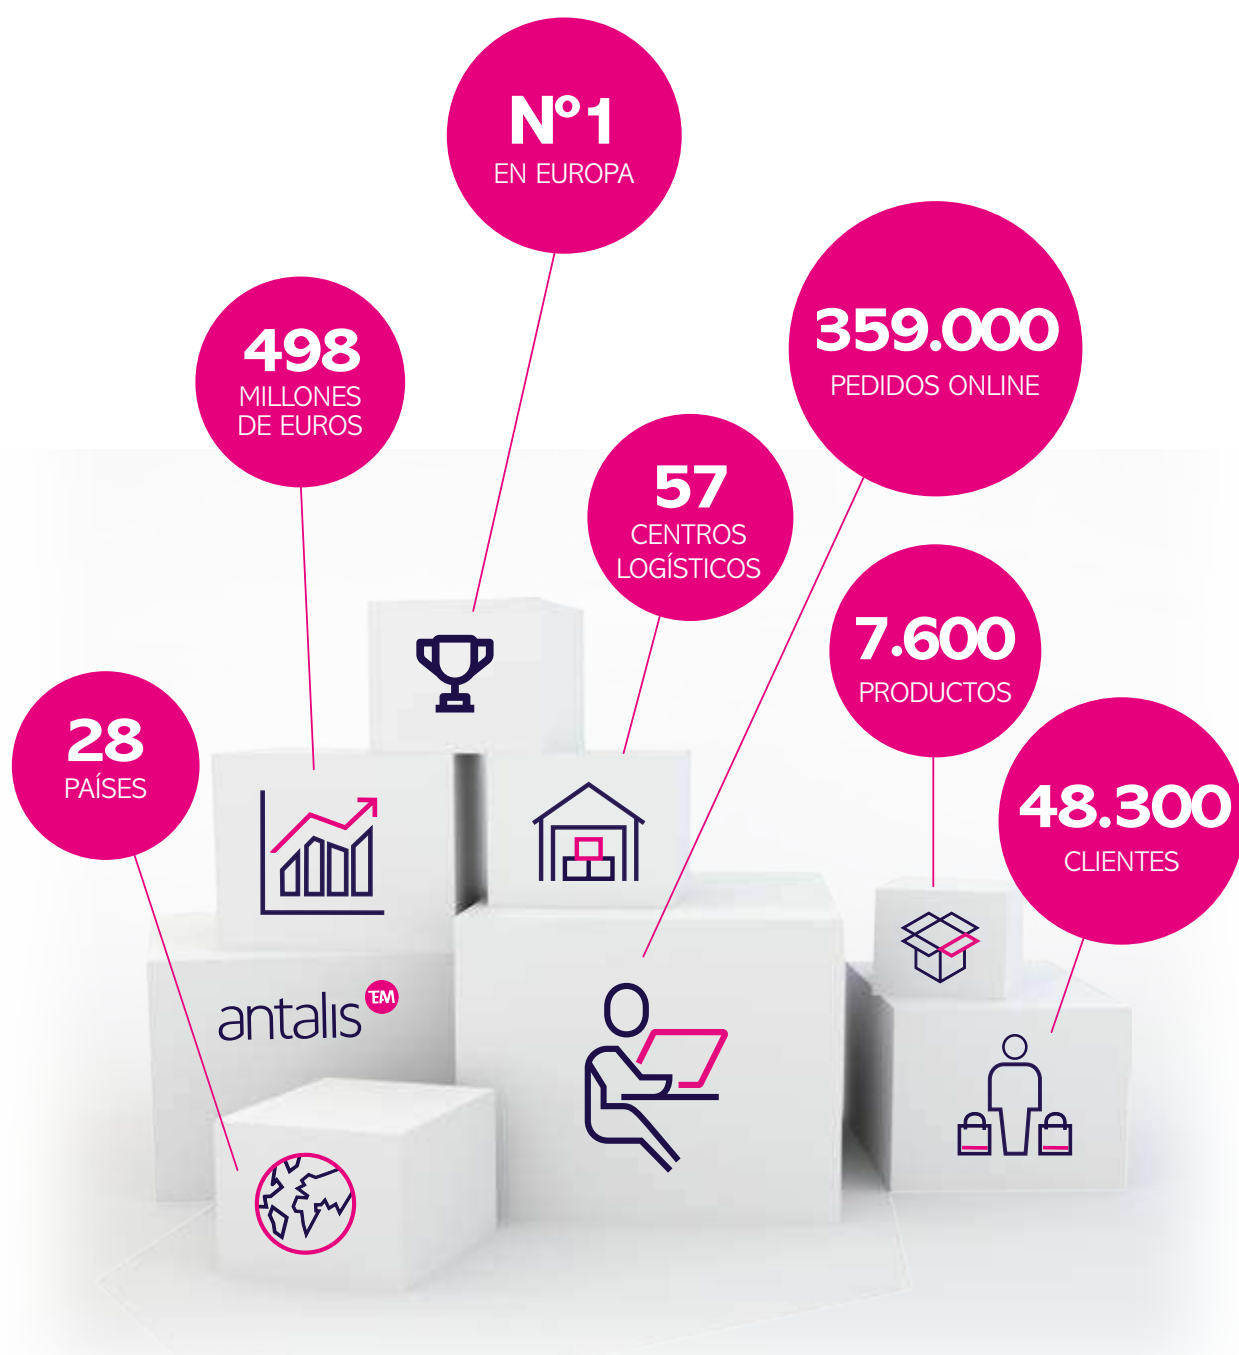 Nº1
EN EUROPA
359.000
PEDIDOS ONLINE
498
MILLONES
DE EUROS
57
CENTROS
LOGÍSTICOS
7.600
PRODUCTOS
28
PAÍSES
48.300
CLIENTES
antalis TM